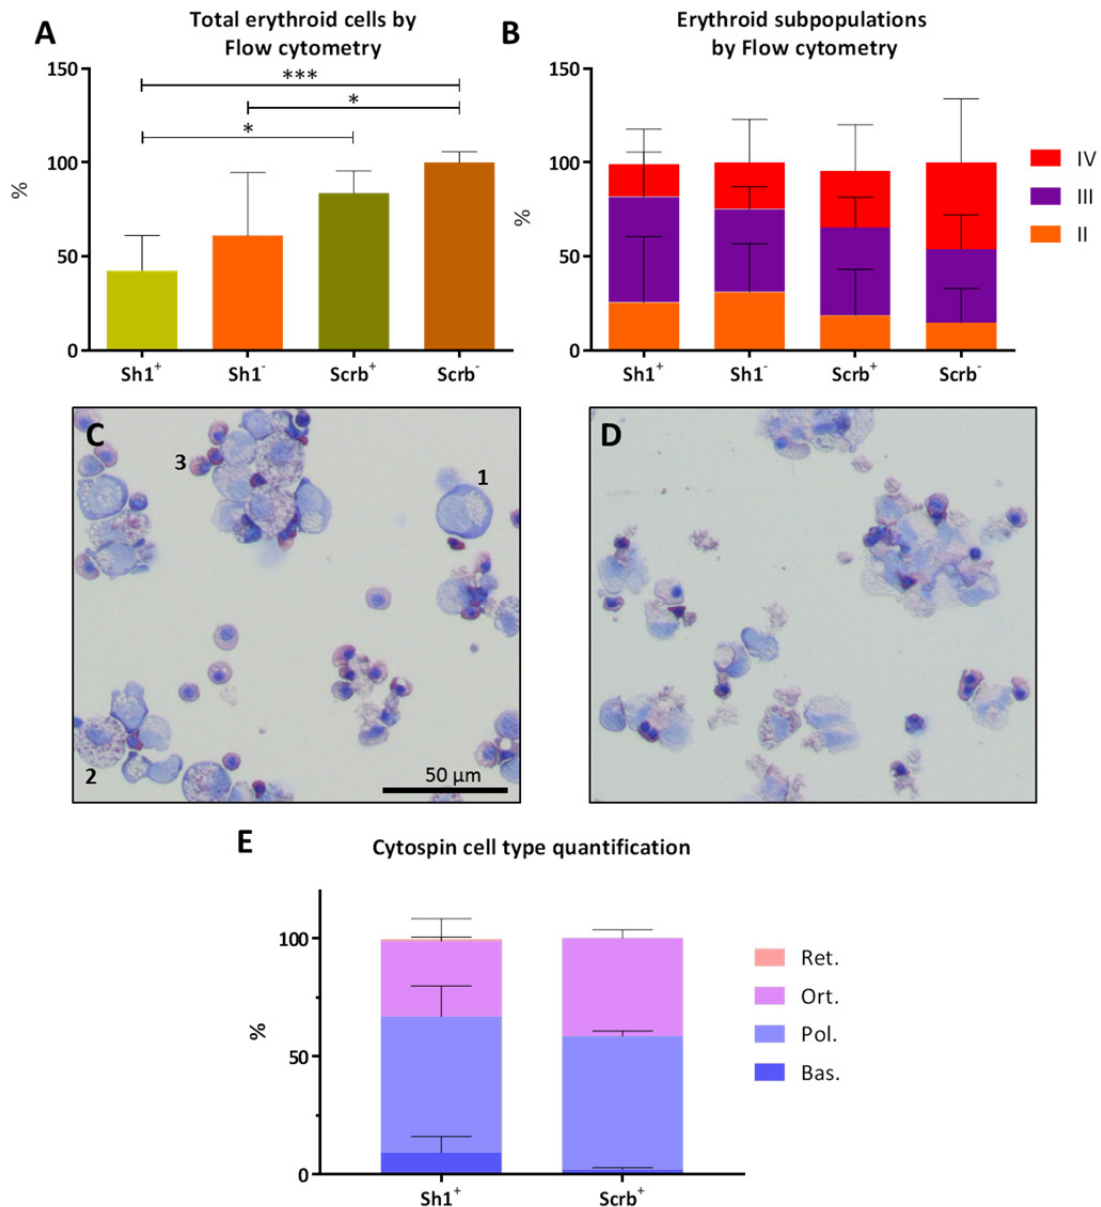 A
Total erythroid cells by
Flow cytometry
150
100
50
0
%
***
*
*
Sh1⁺
Sh1⁻
Scrb⁺
Scrb⁻
B
Erythroid subpopulations
by Flow cytometry
150
100
50
0
%
Sh1⁺
Sh1⁻
Scrb⁺
Scrb⁻
IV
III
II
C
3
1
2
50 µm
D
E
Cytospin cell type quantification
100
50
0
%
Sh1⁺
Scrb⁺
Ret.
Ort.
Pol.
Bas.